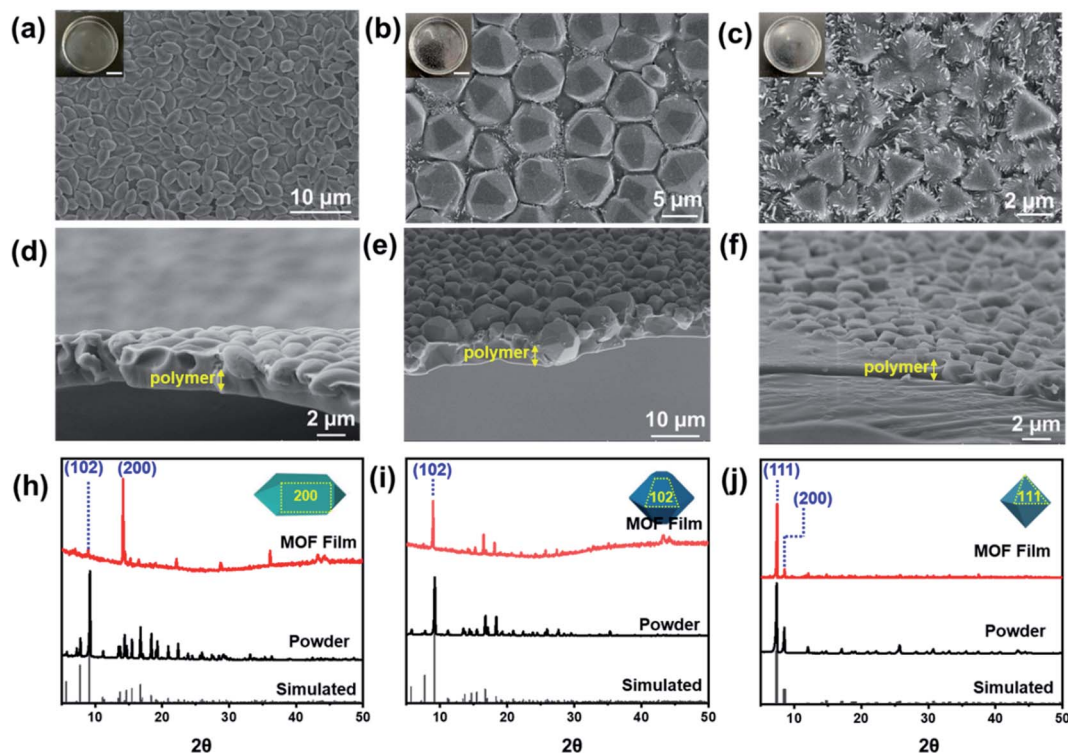 (a)
10 μm
(b)
5 μm
(c)
2 μm
(d)
polymer
2 μm
(e)
polymer
10 μm
(f)
polymer
2 μm
(h)
(102)
(200)
200
MOF Film
Powder
Simulated
10 20 30 40 50
2θ
(i)
(102)
102
MOF Film
Powder
Simulated
10 20 30 40 50
2θ
(j)
(111)
(200)
111
MOF Film
Powder
Simulated
10 20 30 40 50
2θ